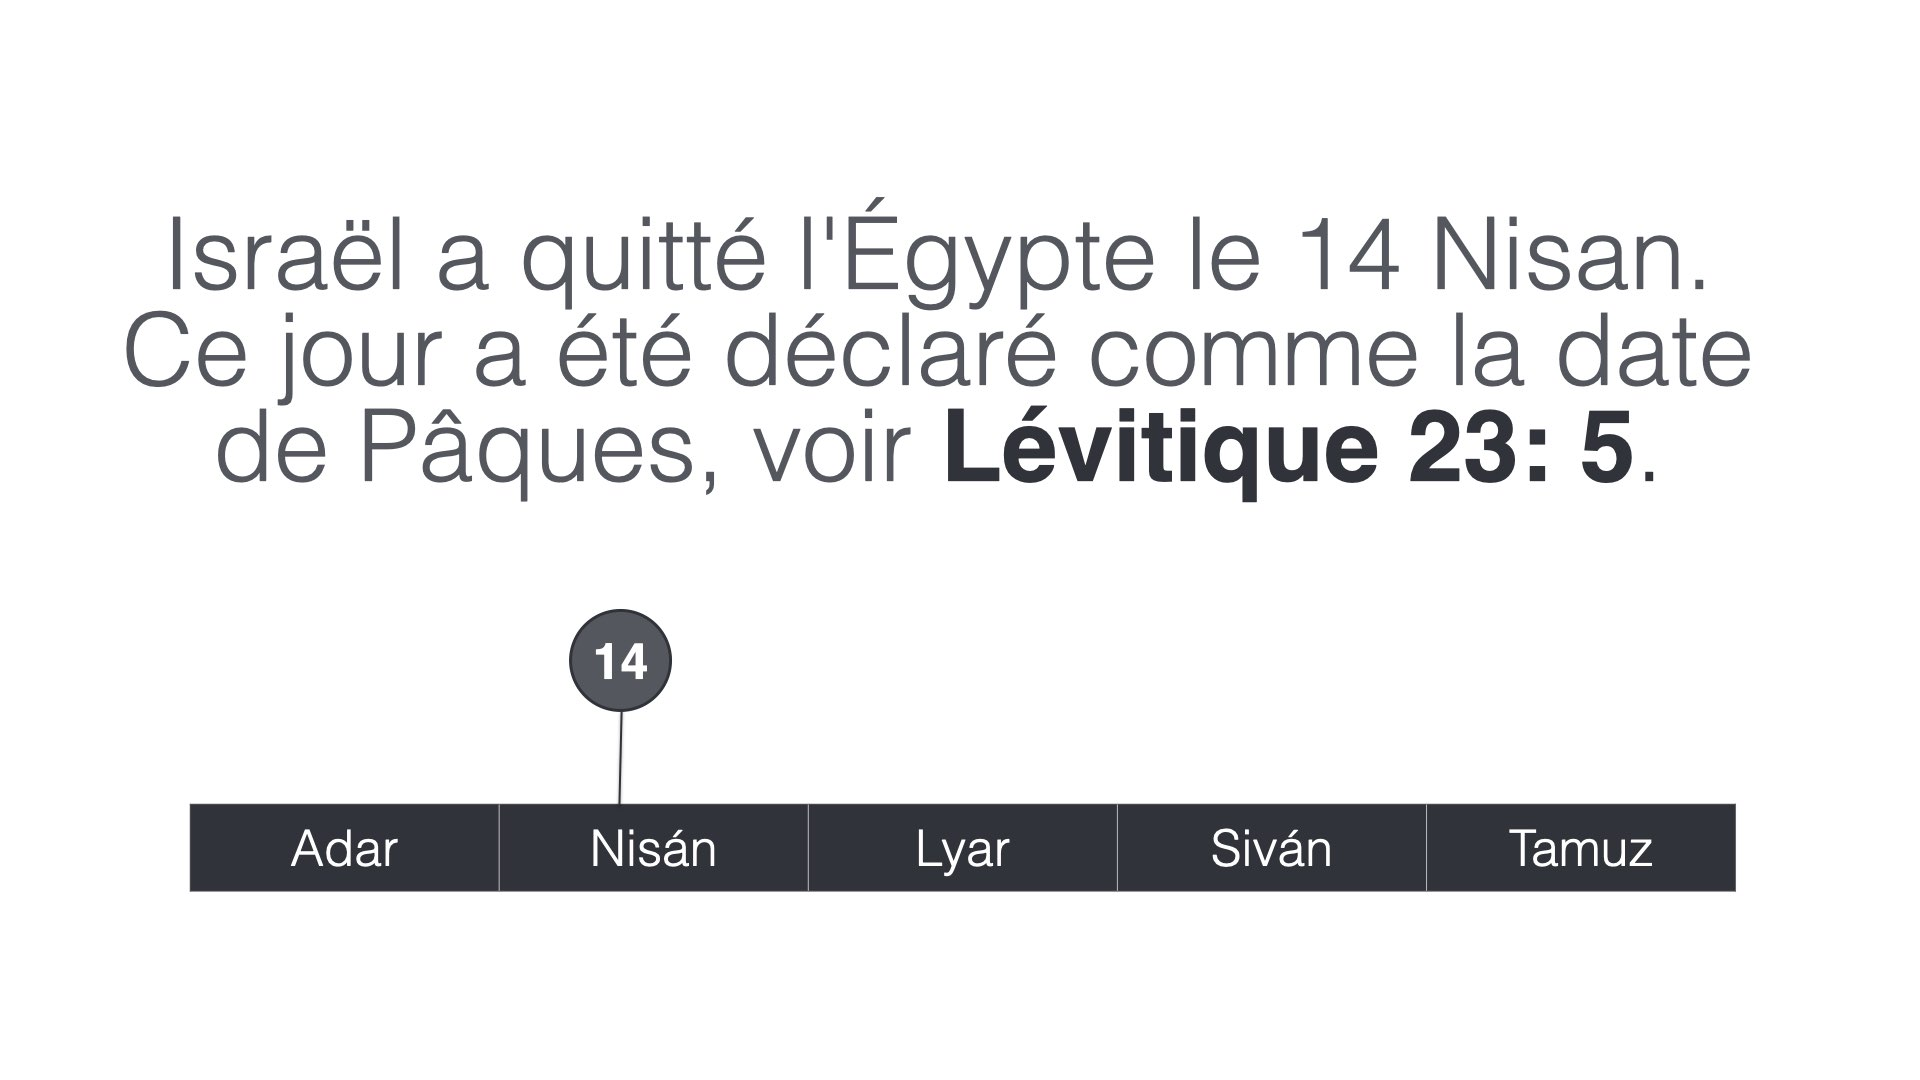 Israël a quitté l'Égypte le 14 Nisan.
Ce jour a été déclaré comme la date
de Pâques, voir Lévitique 23: 5.
14
Adar
Nisán
Lyar
Siván
Tamuz